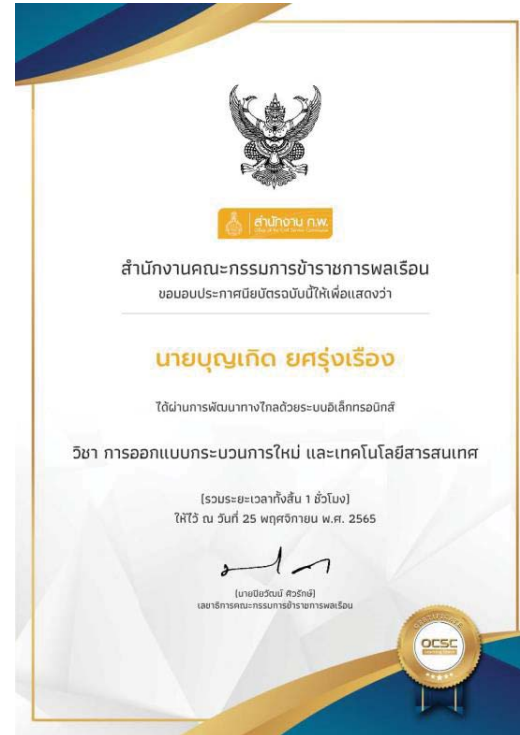 สำนักงาน ก.พ.
สำนักงานคณะกรรมการข้าราชการพลเรือน
ขอมอบประกาศนียบัตรฉบับนี้ให้เพื่อแสดงว่า
นายบุญเกิด ยศรุ่งเรือง
ได้ผ่านการพัฒนาทางไกลด้วยระบบอิเล็กทรอนิกส์
วิชา การออกแบบกระบวนการใหม่ และเทคโนโลยีสารสนเทศ
(รวมระยะเวลาทั้งสิ้น 1 ชั่วโมง)
ให้ไว้ ณ วันที่ 25 พฤศจิกายน พ.ศ. 2565
(นายปิยวัฒน์ ศิวรักษ์)
เลขาธิการคณะกรรมการข้าราชการพลเรือน
OCSC